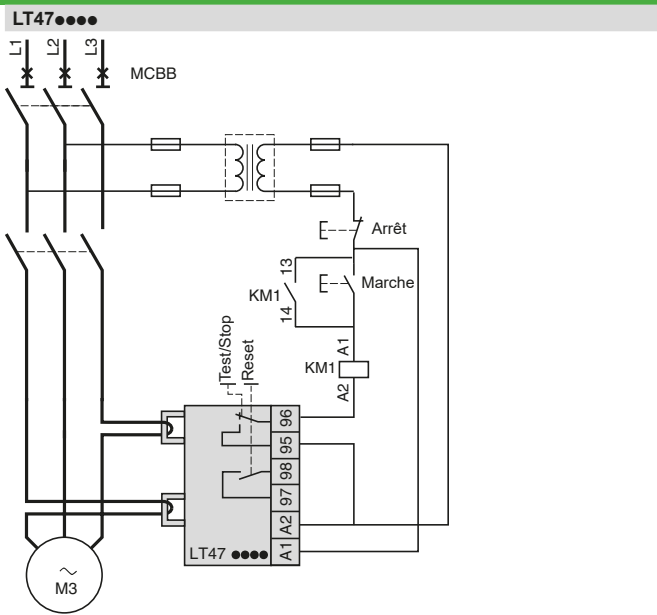 LT47●●●●
L1
L2
L3
MCBB
Arrêt
13
KM1
14
Marche
A1
KM1
A2
Test/Stop
Reset
96
95
98
97
A2
A1
LT47 ●●●●
~
M3